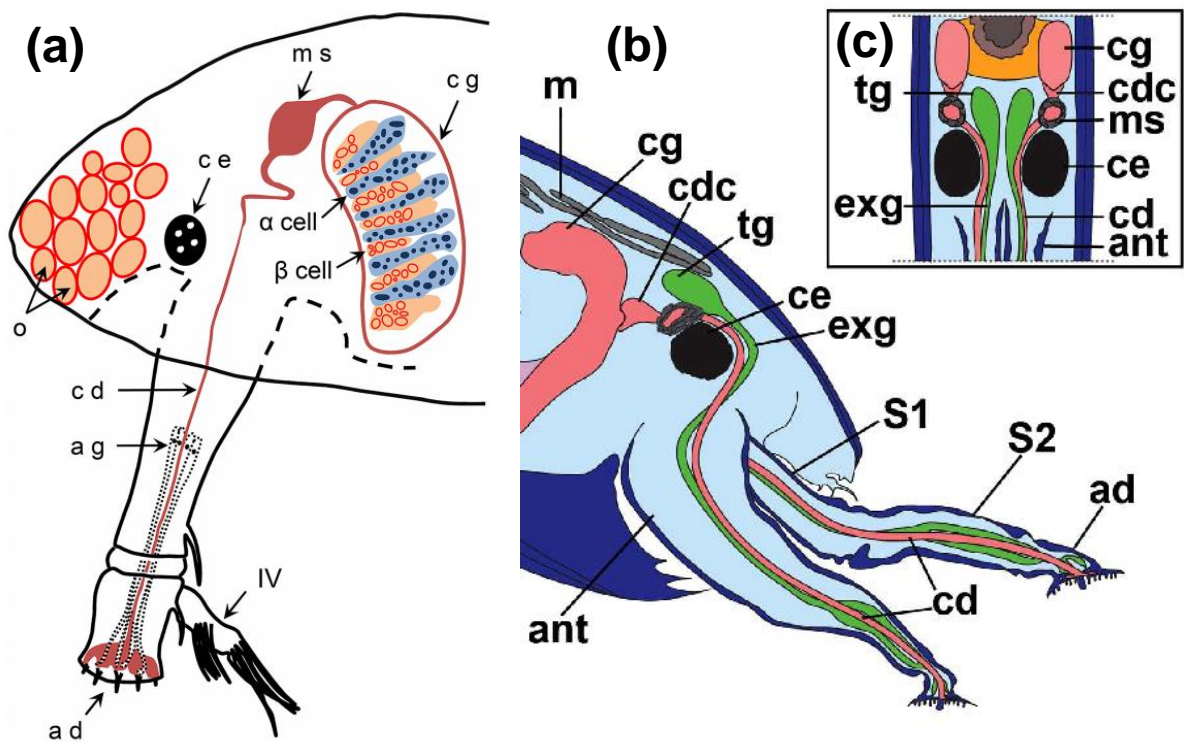 (a)
m s
c g
c e
α cell
β cell
o
c d
a g
IV
a d
(b)
m
cg
cdc
tg
ce
exg
S1
S2
ad
cd
ant
(c)
cg
tg
cdc
ms
ce
exg
cd
ant